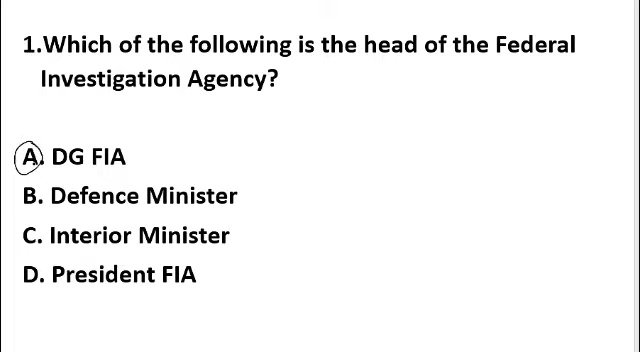 1.Which of the following is the head of the Federal
Investigation Agency?
A. DG FIA
B. Defence Minister
C. Interior Minister
D. President FIA